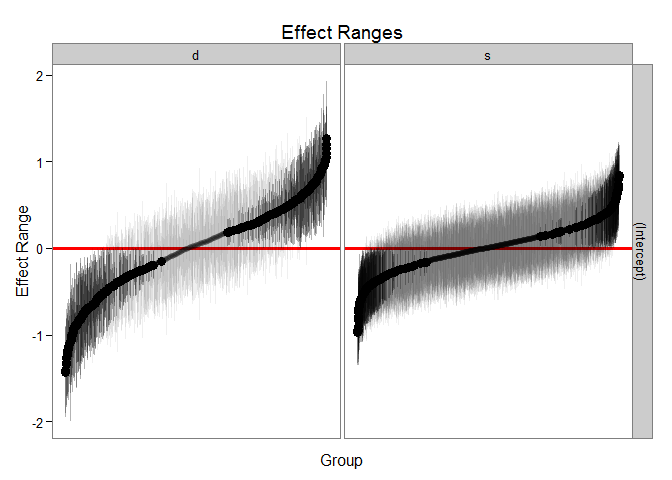 Effect Ranges
d
s
2
1
0
-1
-2
Effect Range
(Intercept)
Group